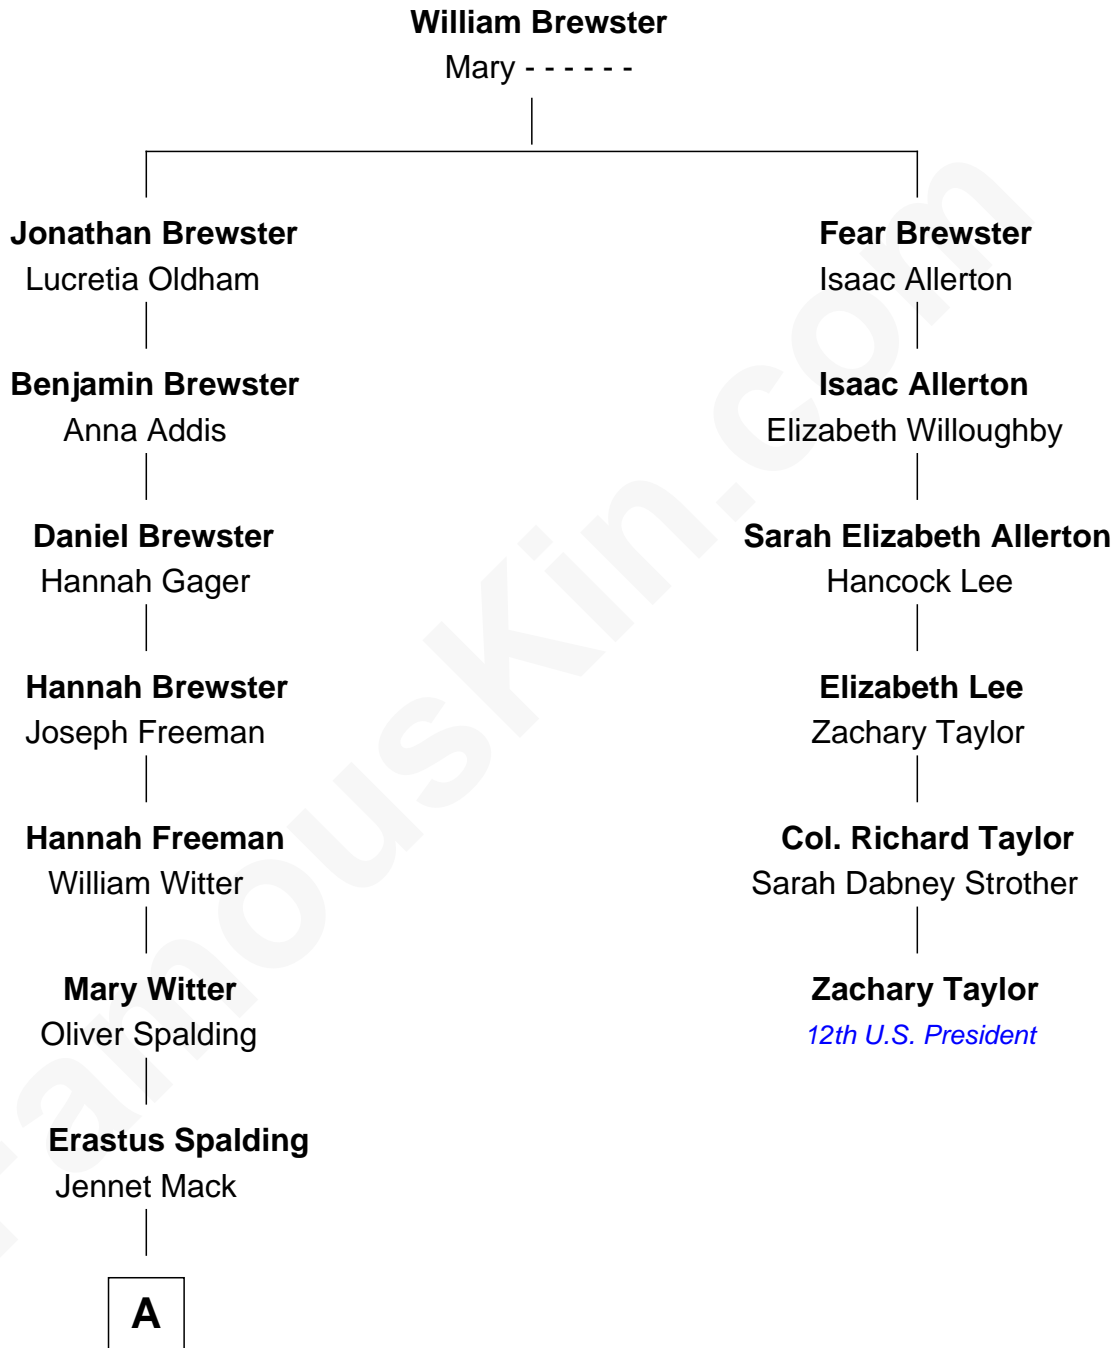 William Brewster
Mary - - - - - -
Jonathan Brewster
Lucretia Oldham
Fear Brewster
Isaac Allerton
Benjamin Brewster
Anna Addis
Isaac Allerton
Elizabeth Willoughby
Daniel Brewster
Hannah Gager
Sarah Elizabeth Allerton
Hancock Lee
Hannah Brewster
Joseph Freeman
Elizabeth Lee
Zachary Taylor
Hannah Freeman
William Witter
Col. Richard Taylor
Sarah Dabney Strother
Mary Witter
Oliver Spalding
Zachary Taylor
12th U.S. President
Erastus Spalding
Jennet Mack
A
FamousKin.com